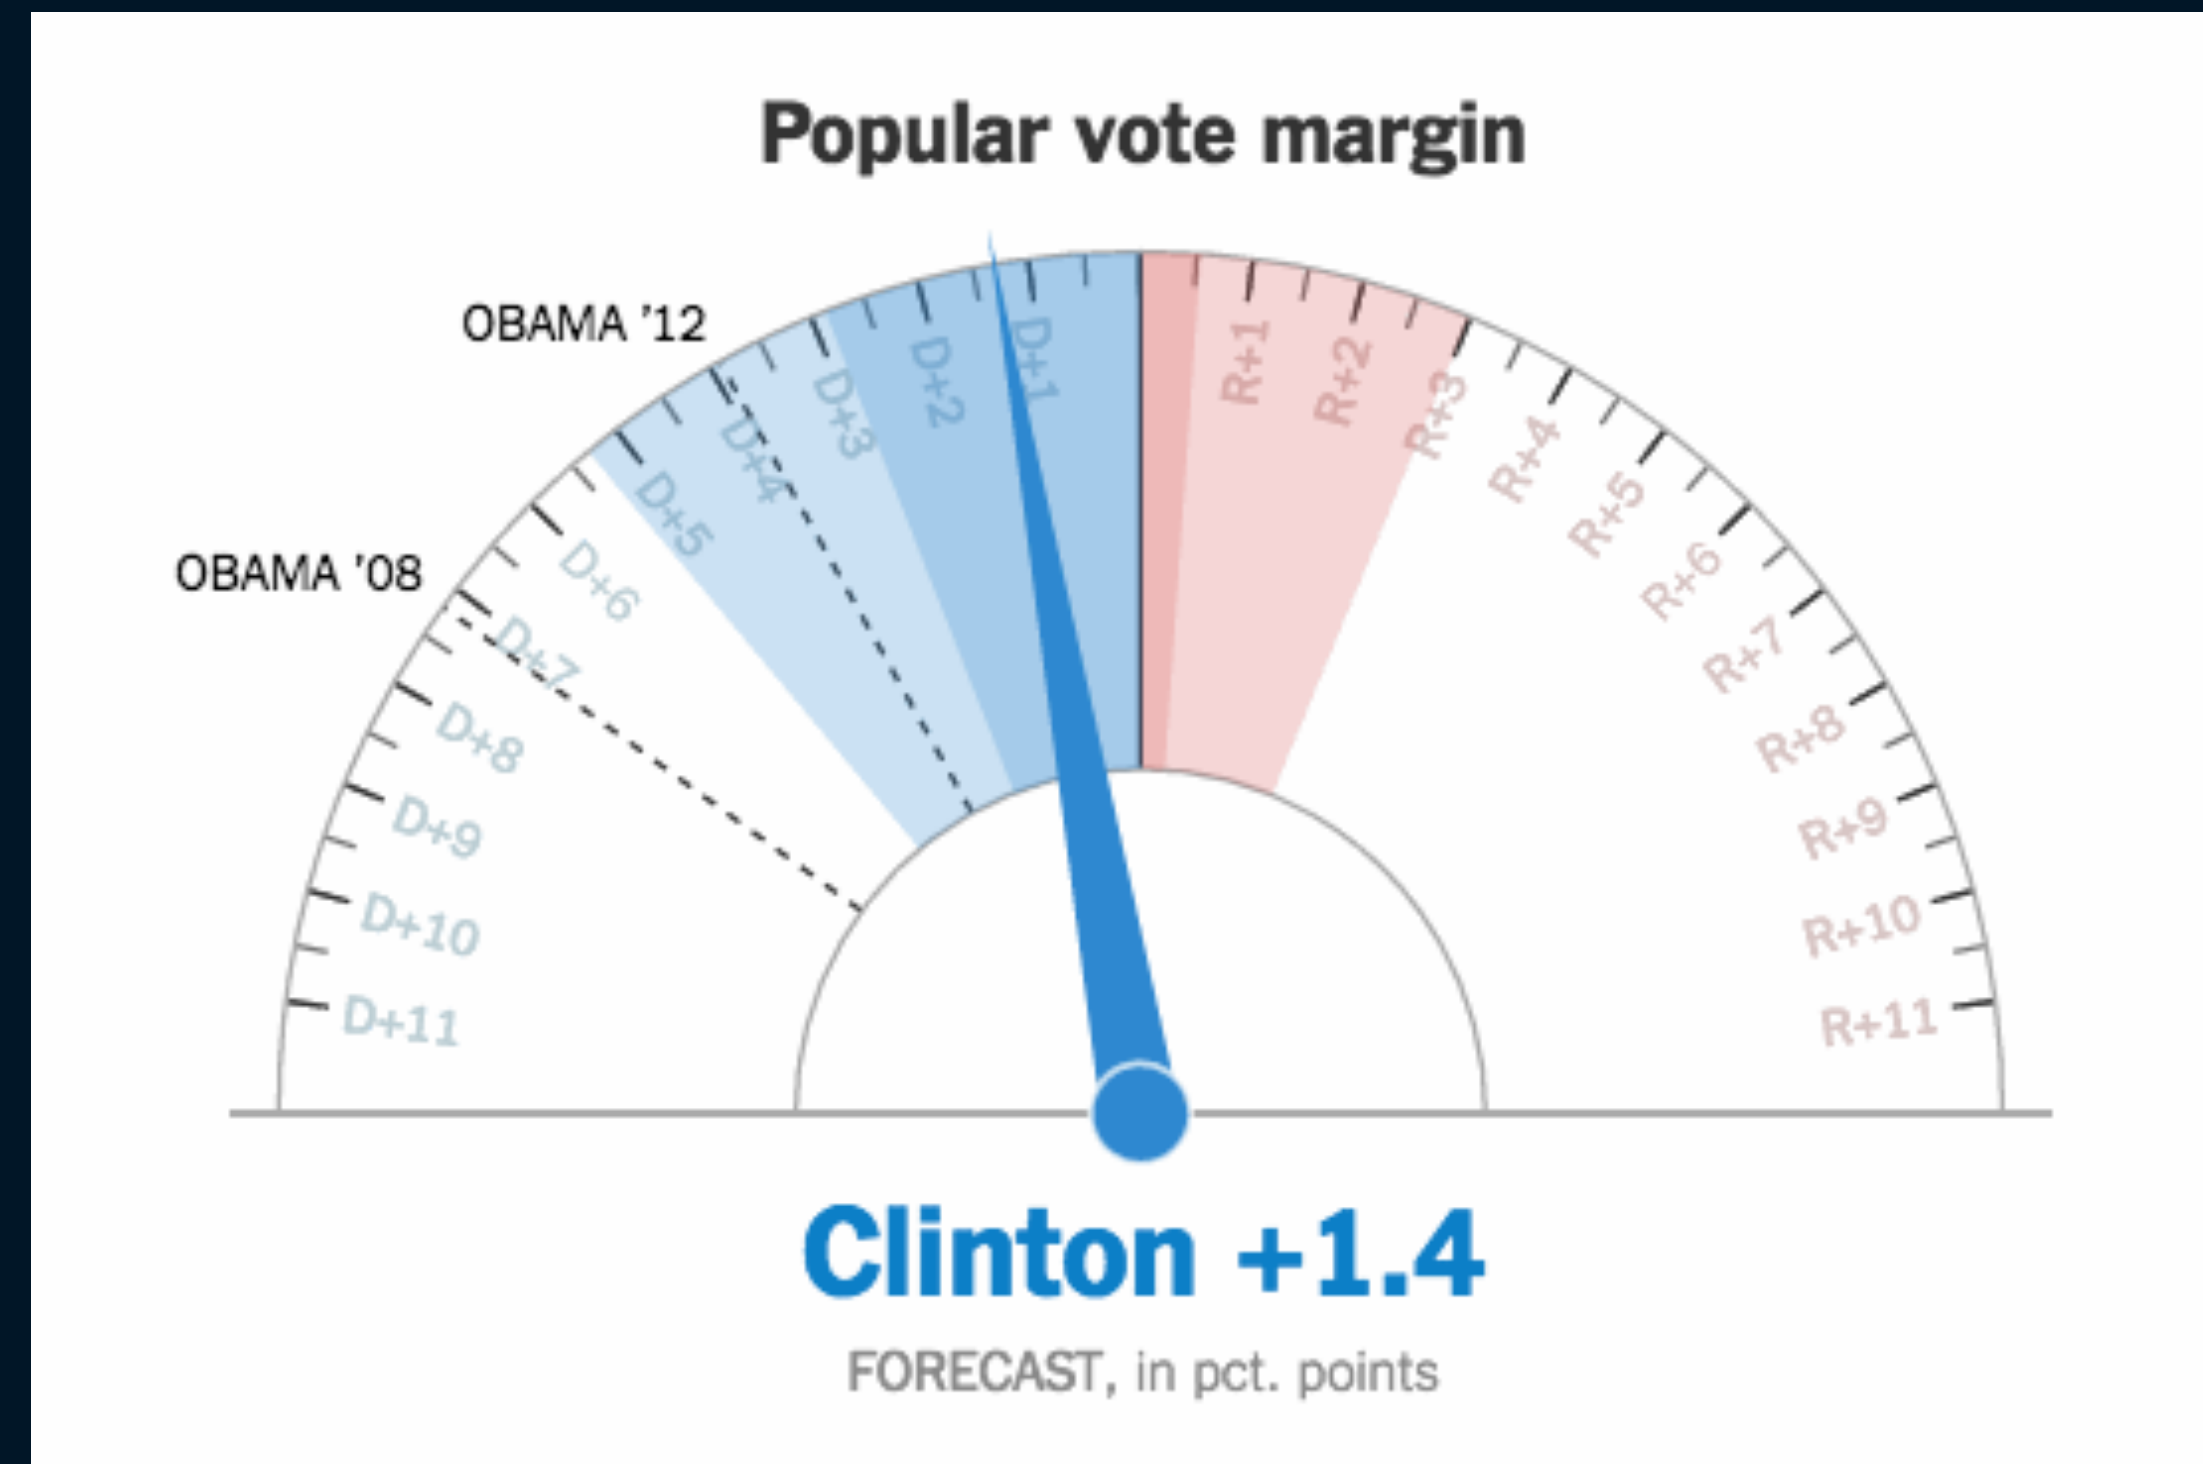 Popular vote margin
OBAMA ’12
OBAMA ’08
D+11
D+10
D+9
D+8
D+7
D+6
D+5
D+4
D+3
D+2
D+1
R+1
R+2
R+3
R+4
R+5
R+6
R+7
R+8
R+9
R+10
R+11
Clinton +1.4
FORECAST, in pct. points